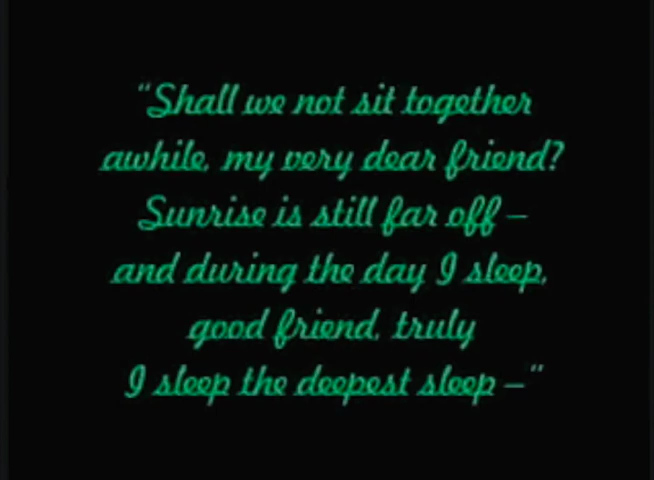 "Shall we not sit together
awhile, my very dear friend?
Sunrise is still far off –
and during the day I sleep,
good friend, truly
I sleep the deepest sleep –"